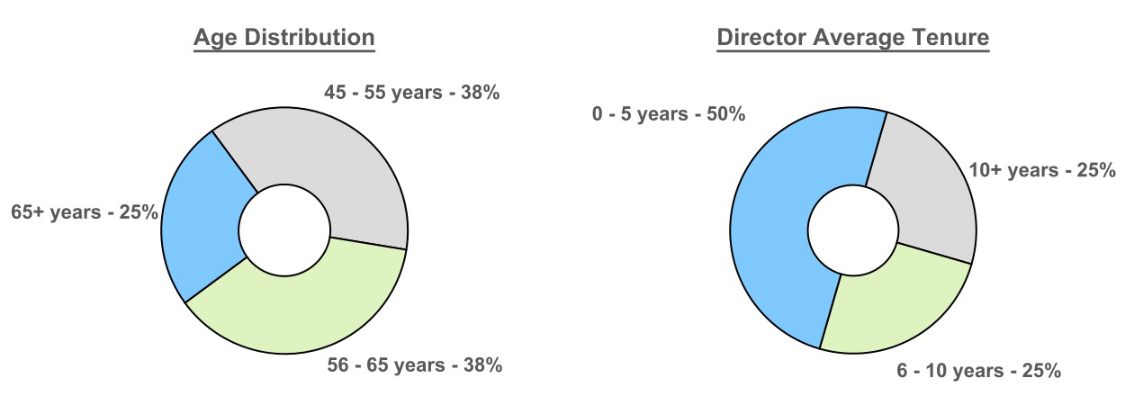 Age Distribution
45 - 55 years - 38%
65+ years - 25%
56 - 65 years - 38%
Director Average Tenure
0 - 5 years - 50%
10+ years - 25%
6 - 10 years - 25%